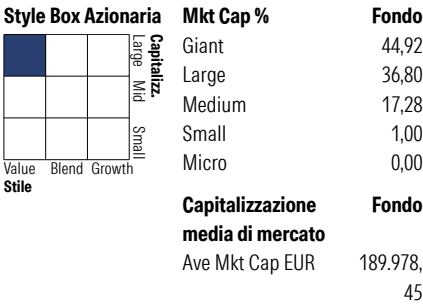 Style Box Azionaria
Large Mid Small
Capitalizz.
Value Blend Growth
Stile
Mkt Cap % Fondo
Giant 44,92
Large 36,80
Medium 17,28
Small 1,00
Micro 0,00
Capitalizzazione Fondo
media di mercato
Ave Mkt Cap EUR 189.978,
45